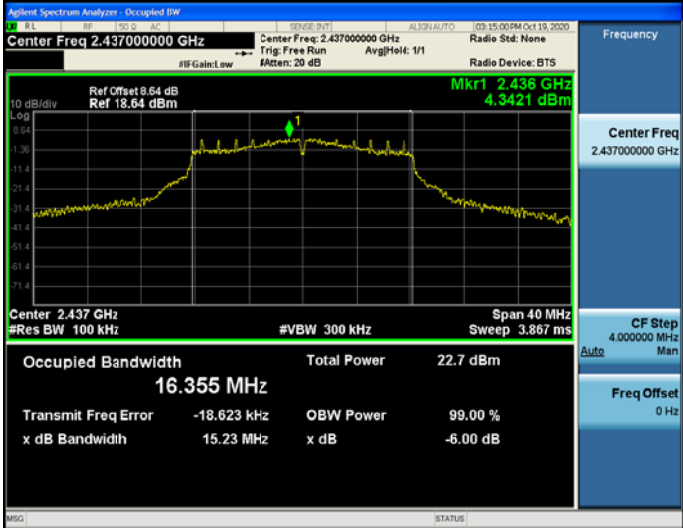 Agilent Spectrum Analyzer - Occupied BW
RL RF 50 Ω AC SENSE:INT ALIGN AUTO 03:15:00 PM Oct 19, 2020
Center Freq 2.437000000 GHz
Center Freq: 2.437000000 GHz
Radio Std: None
Trig: Free Run Avg|Hold: 1/1
#IFGain:Low #Atten: 20 dB Radio Device: BTS
Frequency
Ref Offset 8.64 dB
10 dB/div Ref 18.64 dBm
Mkr1 2.436 GHz
4.3421 dBm
Log
8.64
-1.36
-11.4
-21.4
-31.4
-41.4
-51.4
-61.4
-71.4
1
Center 2.437 GHz Span 40 MHz
#Res BW 100 kHz #VBW 300 kHz Sweep 3.867 ms
Occupied Bandwidth Total Power 22.7 dBm
16.355 MHz
Transmit Freq Error -18.623 kHz OBW Power 99.00 %
x dB Bandwidth 15.23 MHz x dB -6.00 dB
Center Freq
2.437000000 GHz
CF Step
4.000000 MHz
Auto Man
Freq Offset
0 Hz
MSG STATUS